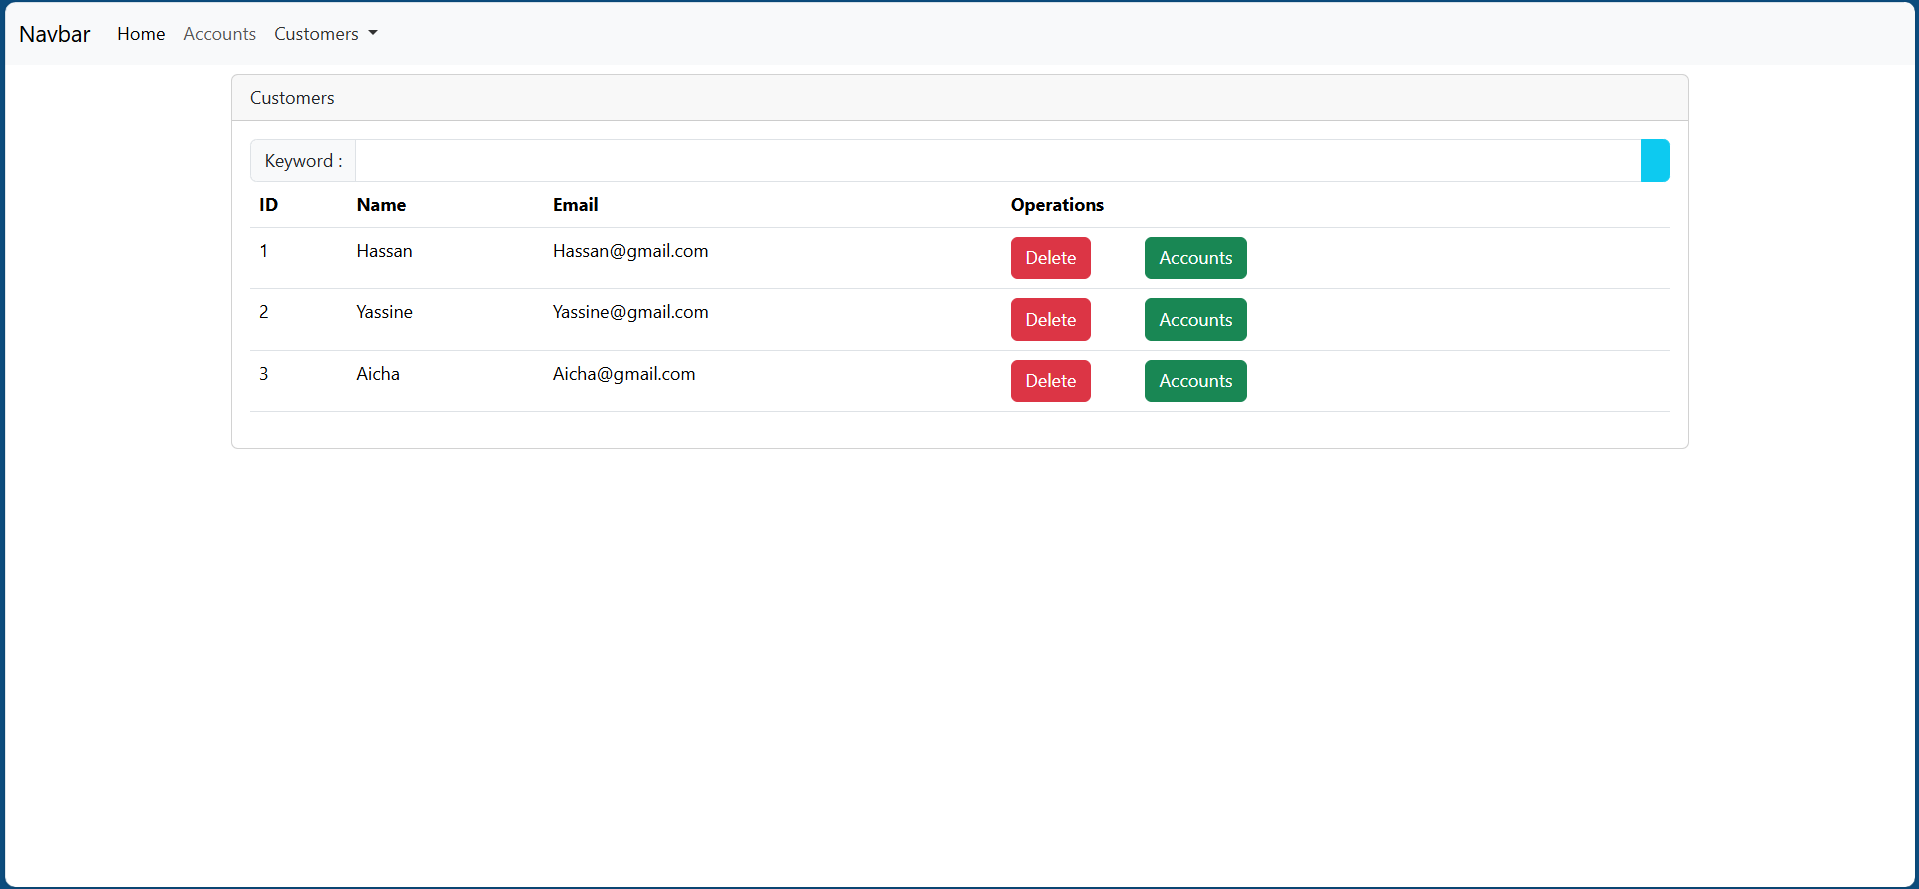 Navbar Home Accounts Customers
Customers
Keyword :
ID Name Email Operations
1 Hassan Hassan@gmail.com Delete Accounts
2 Yassine Yassine@gmail.com Delete Accounts
3 Aicha Aicha@gmail.com Delete Accounts